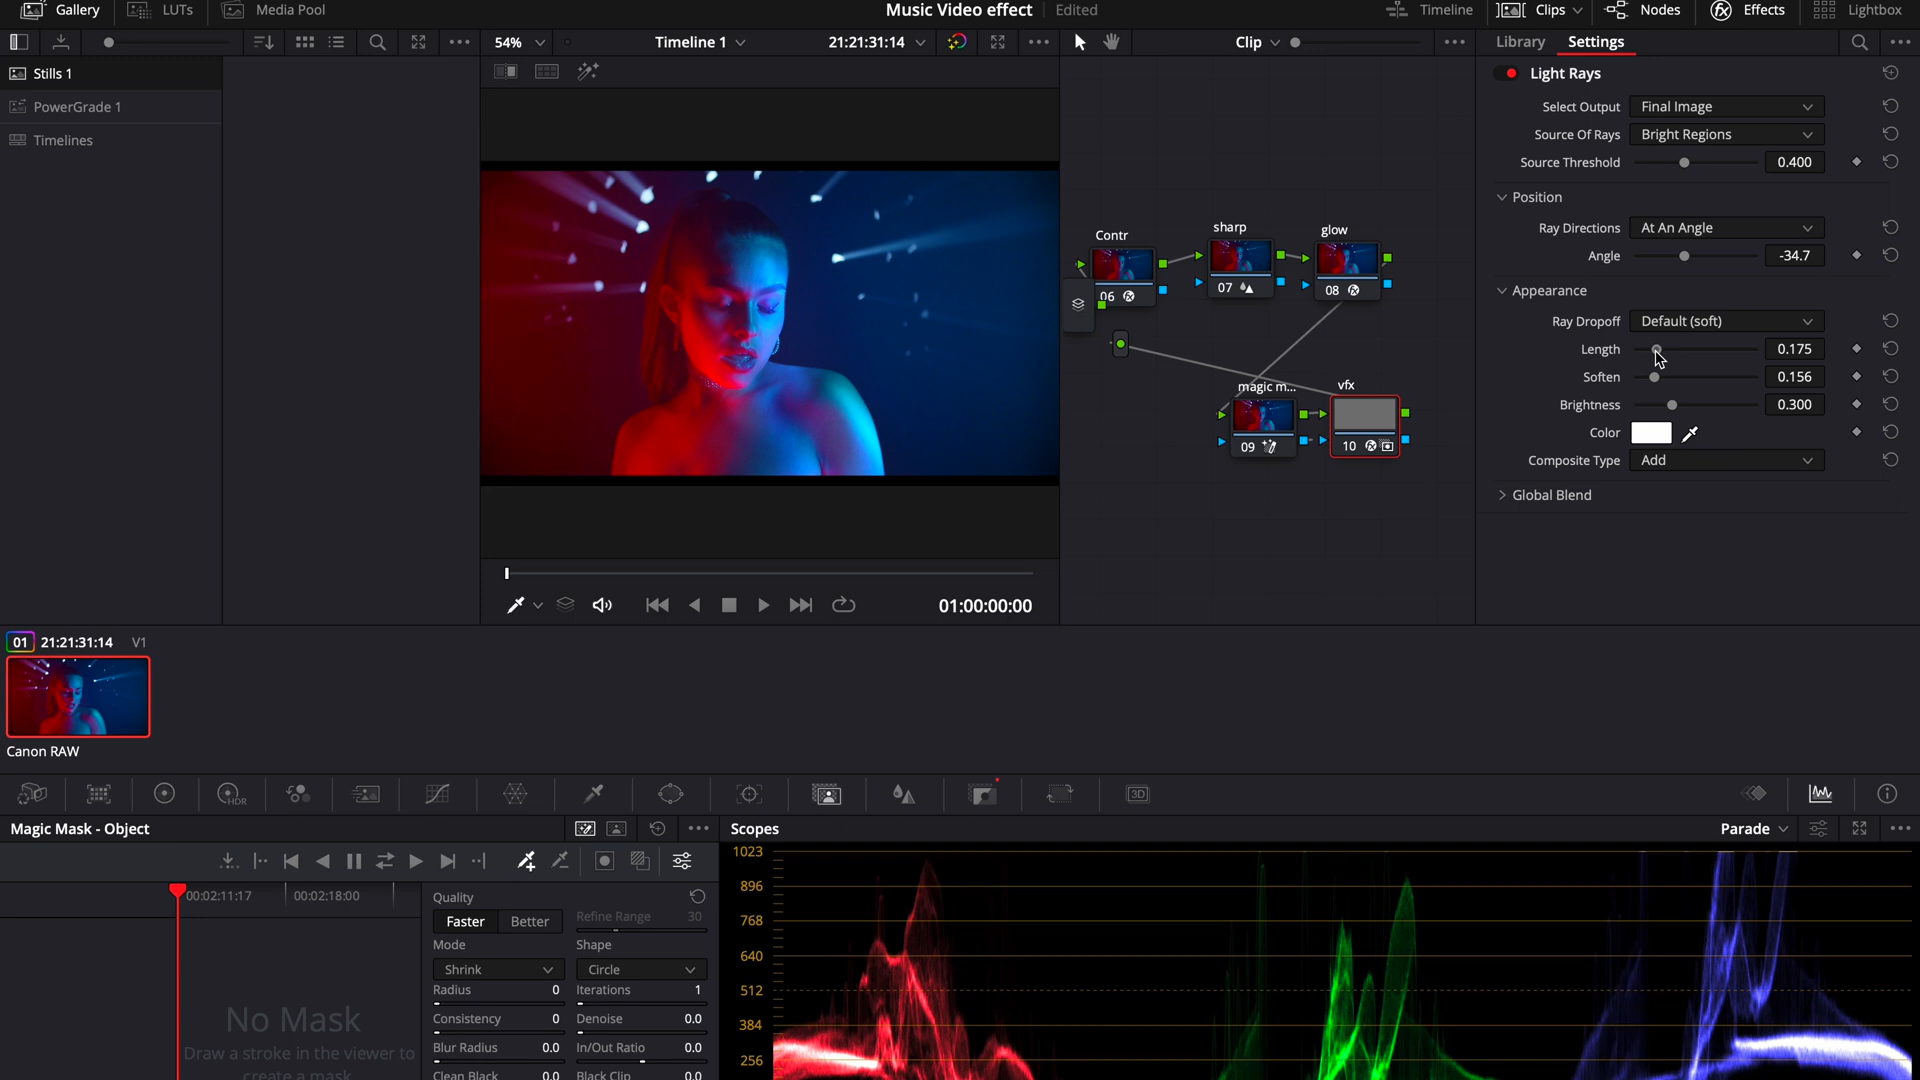 Gallery LUTs Media Pool Music Video effect Edited Timeline Clips Nodes Effects Lightbox
54% Timeline 1 21:21:31:14 Clip Library Settings
Stills 1
PowerGrade 1
Timelines
Light Rays
Select Output Final Image
Source Of Rays Bright Regions
Source Threshold 0.400
Position
Ray Directions At An Angle
Angle -34.7
Appearance
Ray Dropoff Default (soft)
Length 0.175
Soften 0.156
Brightness 0.300
Color
Composite Type Add
Global Blend
Contr sharp glow
06 07 08
magic m... vfx
09 10
01:00:00:00
01 21:21:31:14 V1
Canon RAW
HDR 3D
Magic Mask - Object
00:02:11:17 00:02:18:00
No Mask
Draw a stroke in the viewer to
create a mask
Quality
Faster Better Refine Range 30
Mode Shape
Shrink Circle
Radius 0 Iterations 1
Consistency 0 Denoise 0.0
Blur Radius 0.0 In/Out Ratio 0.0
Clean Black 0.0 Black Clip 0.0
Scopes Parade
1023
896
768
640
512
384
256